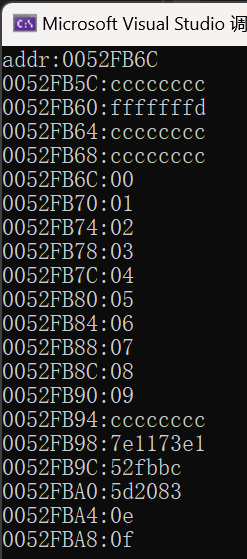 Microsoft Visual Studio 调
addr:0052FB6C
0052FB5C:cccccccc
0052FB60:fffffffd
0052FB64:cccccccc
0052FB68:cccccccc
0052FB6C:00
0052FB70:01
0052FB74:02
0052FB78:03
0052FB7C:04
0052FB80:05
0052FB84:06
0052FB88:07
0052FB8C:08
0052FB90:09
0052FB94:cccccccc
0052FB98:7e1173e1
0052FB9C:52fbbc
0052FBA0:5d2083
0052FBA4:0e
0052FBA8:0f